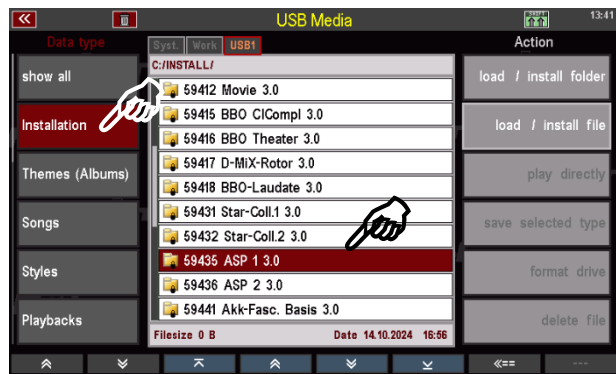 USB Media
13:41
Data type
Syst. Work USB1
Action
C:/INSTALL/
show all
Installation
Themes (Albums)
Songs
Styles
Playbacks
59412 Movie 3.0
59415 BBO ClCompl 3.0
59416 BBO Theater 3.0
59417 D-MiX-Rotor 3.0
59418 BBO-Laudate 3.0
59431 Star-Coll.1 3.0
59432 Star-Coll.2 3.0
59435 ASP 1 3.0
59436 ASP 2 3.0
59441 Akk-Fasc. Basis 3.0
Filesize 0 B Date 14.10.2024 16:56
load / install folder
load / install file
play directly
save selected type
format drive
delete file
«==
---